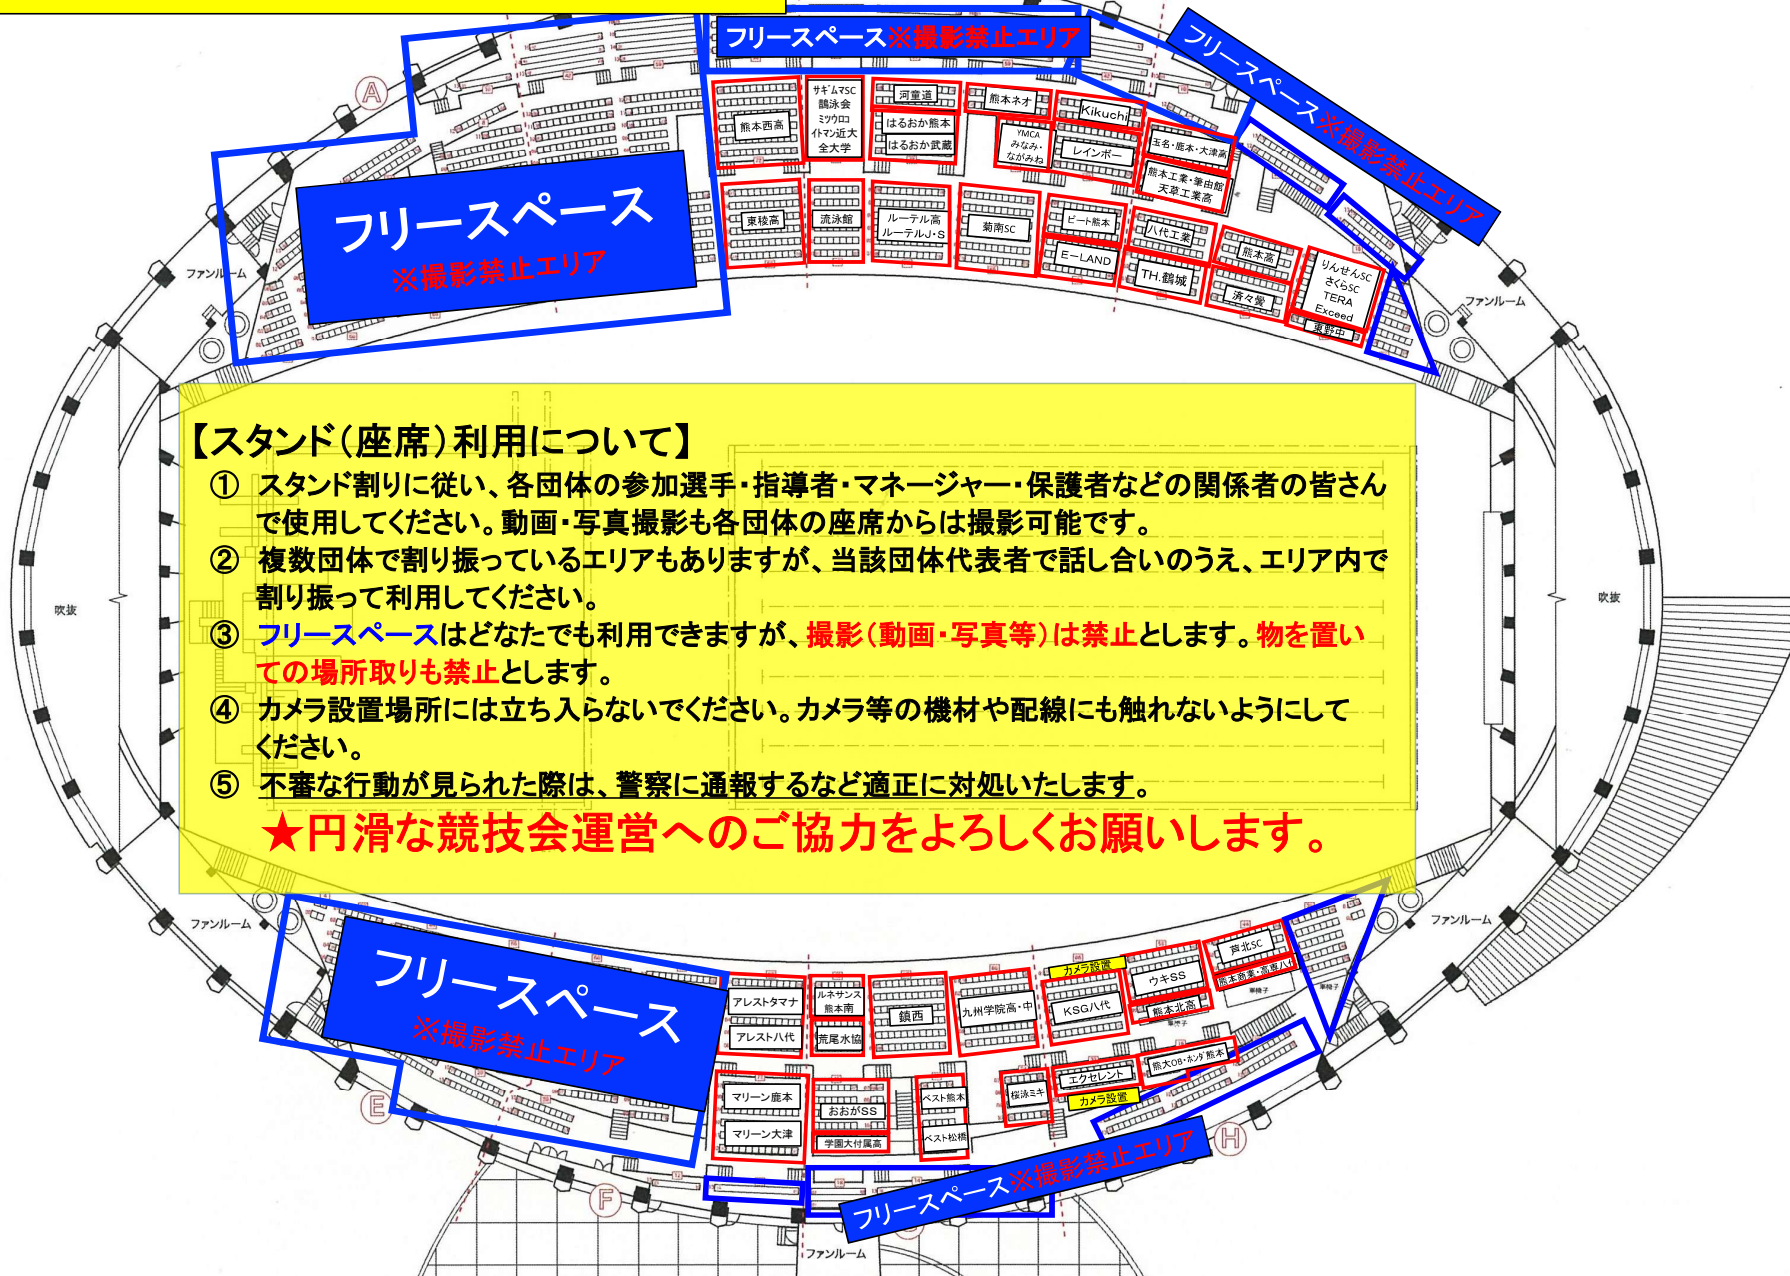 フリースペース※撮影禁止エリア
フリースペース※撮影禁止エリア
A
熊本西高
サギムマSC
鵬泳会
ミツウロコ
イトマン近大
全大学
河童道
はるおか熊本
はるおか武蔵
熊本ネオ
YMCA
みなみ・
ながみね
Kikuchi
レインボー
玉名・鹿本・大津高
熊本工業・筆由館
天草工業高
フリースペース
※撮影禁止エリア
東稜高
流泳館
ルーテル高
ルーテルJ・S
菊南SC
ビート熊本
E－LAND
八代工業
TH.鶴城
熊本高
済々黌
りんせんSC
さくらSC
TERA
Exceed
東野中
ファンルーム
ファンルーム
【スタンド（座席）利用について】
① スタンド割りに従い、各団体の参加選手・指導者・マネージャー・保護者などの関係者の皆さん
で使用してください。動画・写真撮影も各団体の座席からは撮影可能です。
② 複数団体で割り振っているエリアもありますが、当該団体代表者で話し合いのうえ、エリア内で
割り振って利用してください。
③ フリースペースはどなたでも利用できますが、撮影（動画・写真等）は禁止とします。物を置い
ての場所取りも禁止とします。
④ カメラ設置場所には立ち入らないでください。カメラ等の機材や配線にも触れないようにして
ください。
⑤ 不審な行動が見られた際は、警察に通報するなど適正に対処いたします。
★円滑な競技会運営へのご協力をよろしくお願いします。
吹抜
吹抜
ファンルーム
ファンルーム
フリースペース
※撮影禁止エリア
アレストタマナ
アレスト八代
ルネサンス
熊本南
荒尾水協
鎮西
九州学院高・中
カメラ設置
KSG八代
ウキSS
熊本北高
芦北SC
熊本商業・高専八代
車椅子
車椅子
マリーン鹿本
マリーン大津
おおがSS
学園大付属高
ベスト熊本
ベスト松橋
桜泳ミキ
エクセレント
カメラ設置
熊大OB・ホンダ熊本
フリースペース※撮影禁止エリア
E
F
H
ファンルーム